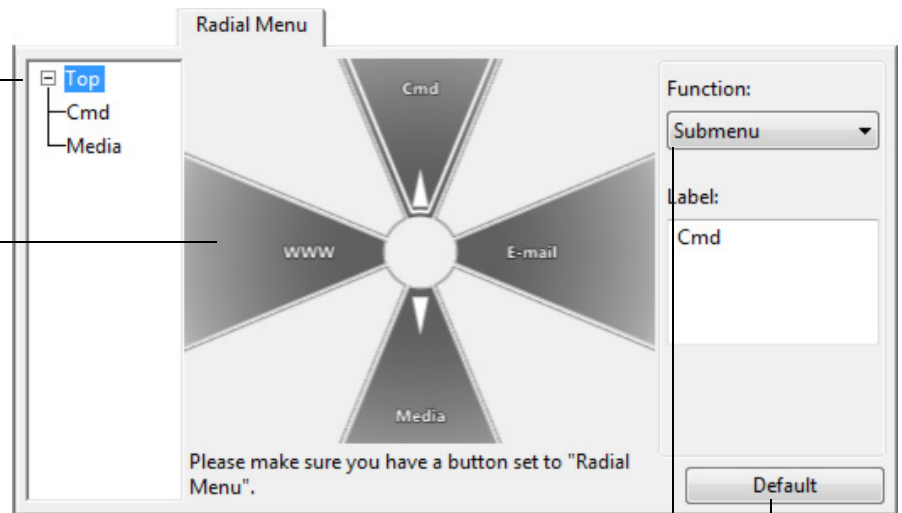 Radial Menu
Top
Cmd
Media
Cmd
WWW
E-mail
Media
Please make sure you have a button set to "Radial
Menu".
Function:
Submenu
Label:
Cmd
Default